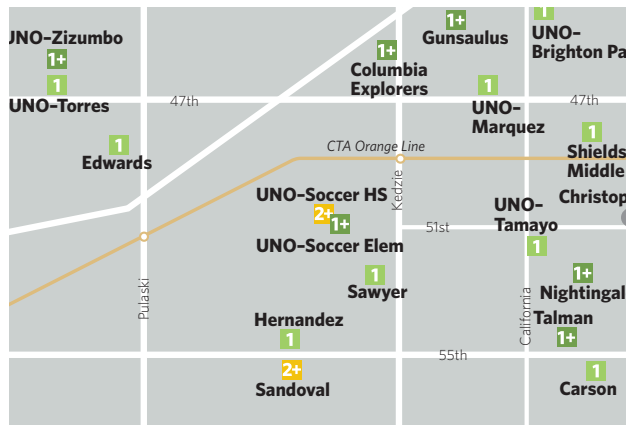 UNO–Zizumbo
1+
1
UNO–Torres
1
Edwards
47th
1+
Columbia
Explorers
1+
Gunsaulus
1
UNO–
Brighton Pa
1
UNO–
Marquez
47th
1
Shields
Middle
CTA Orange Line
Kedzie
Christop
UNO–Soccer HS
2+
1+
UNO–Soccer Elem
51st
UNO–
Tamayo
1
Pulaski
1
Sawyer
California
1+
Nightingal
Hernandez
1
Talman
1+
55th
2+
Sandoval
1
Carson